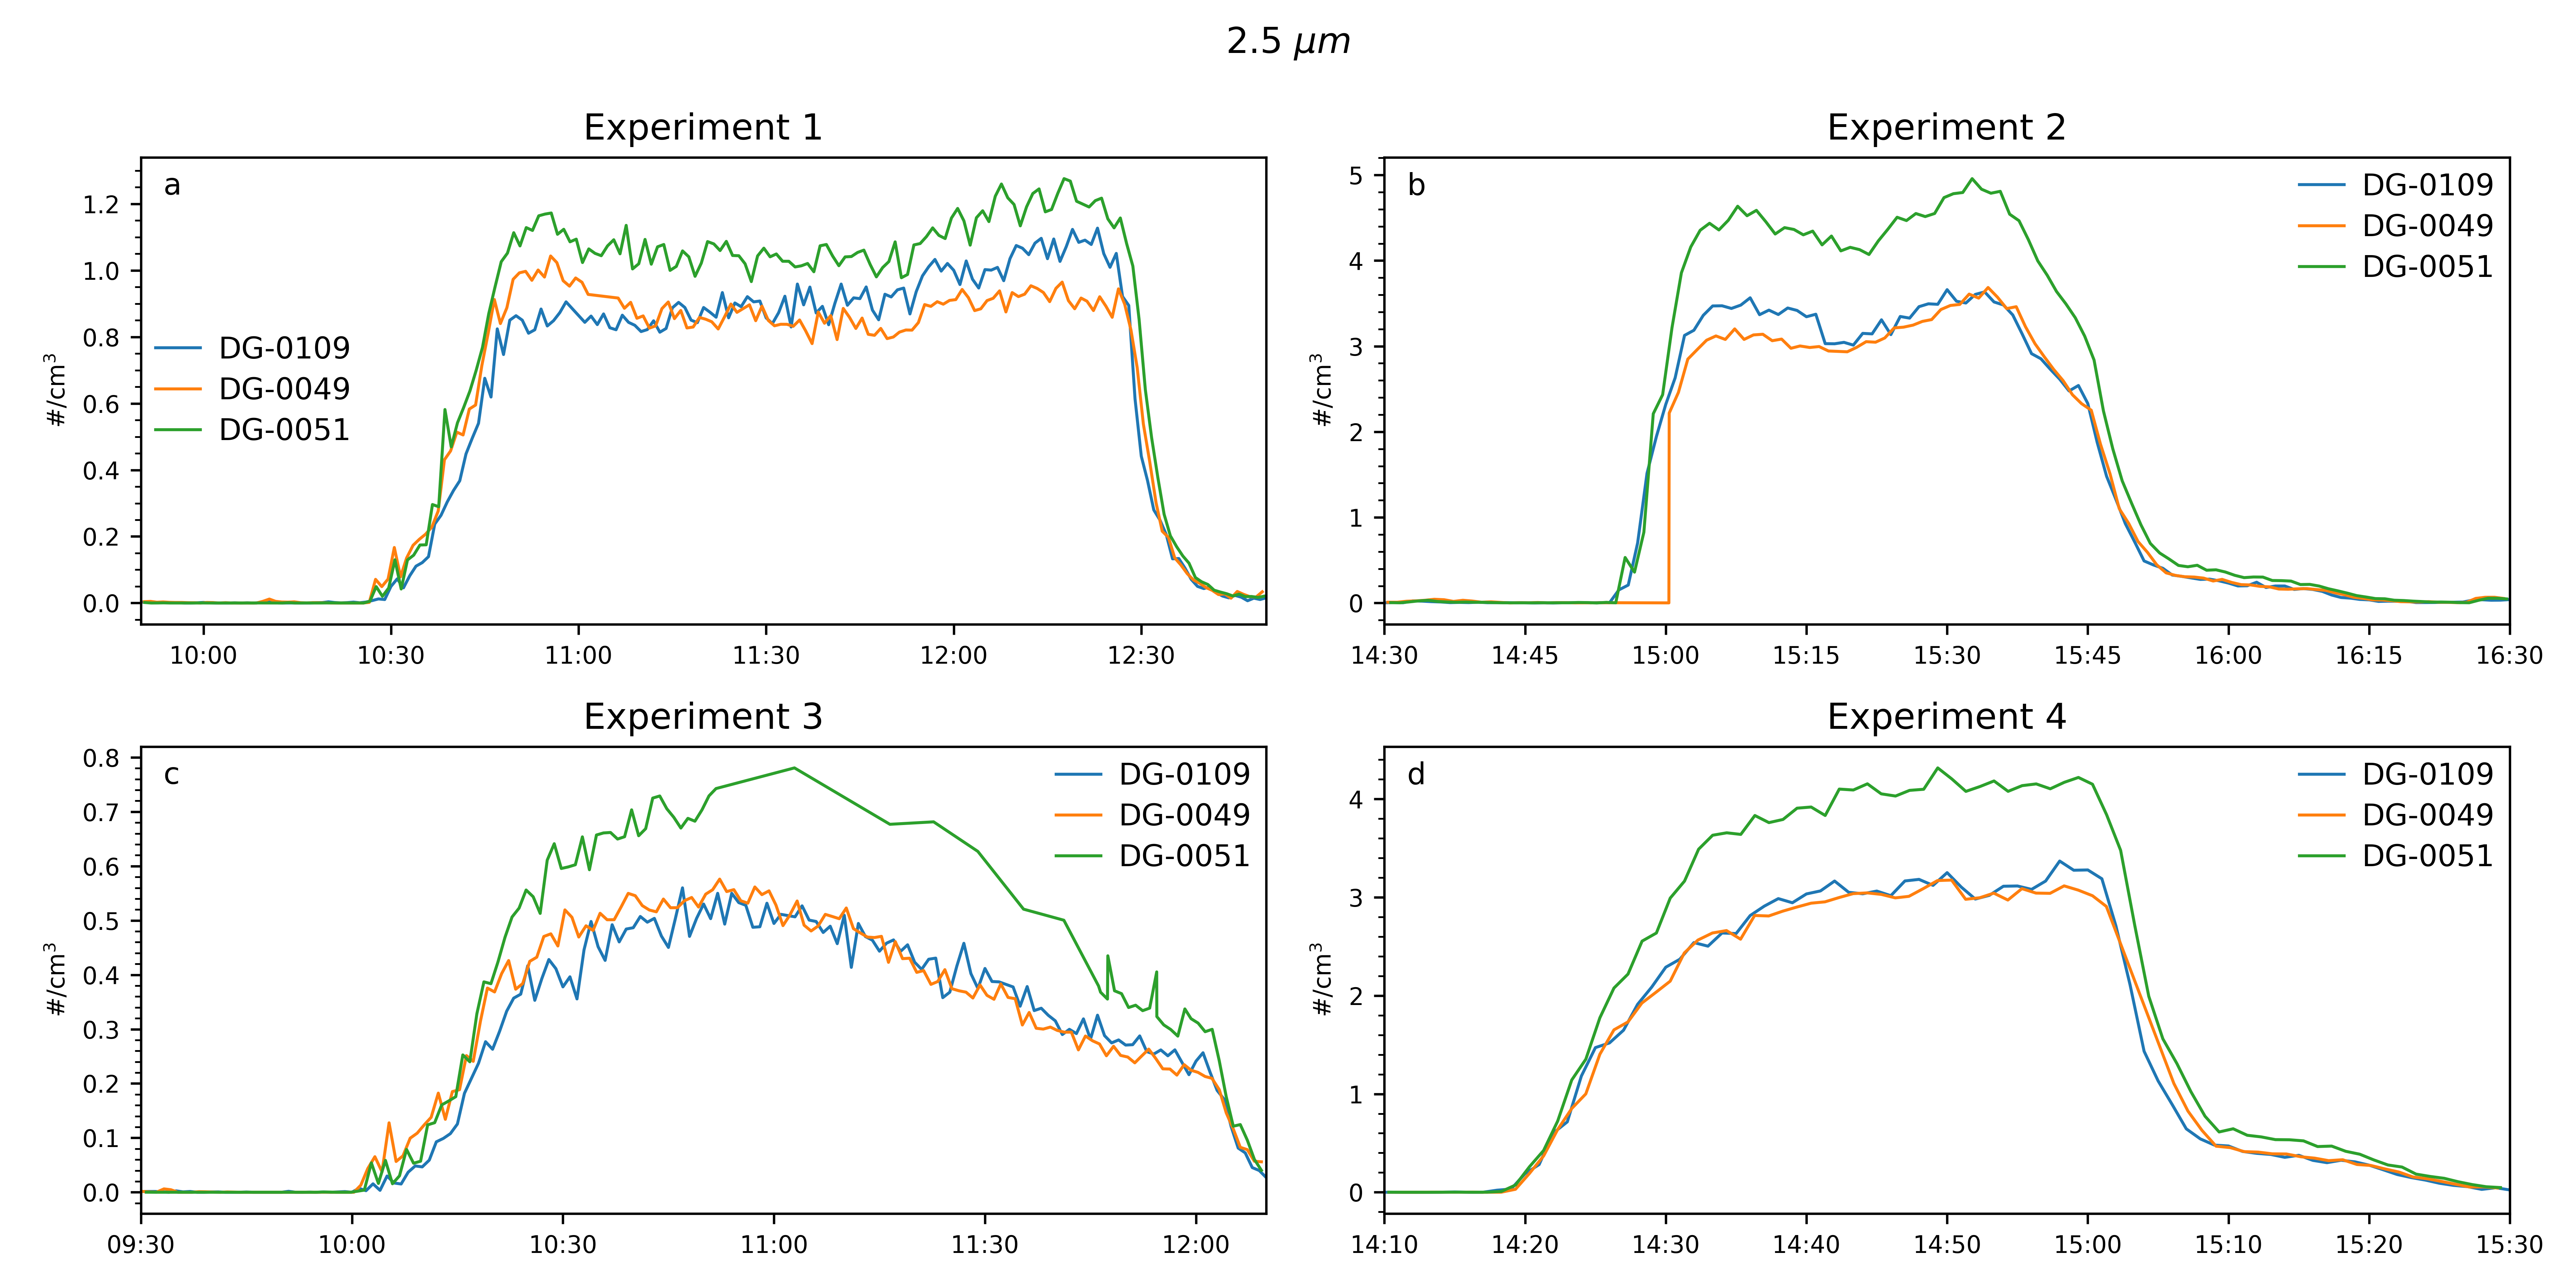 2.5 μm
Experiment 1
a
1.2
1.0
0.8
0.6
0.4
0.2
0.0
#/cm³
DG-0109
DG-0049
DG-0051
10:00 10:30 11:00 11:30 12:00 12:30
Experiment 2
b
5
4
3
2
1
0
#/cm³
DG-0109
DG-0049
DG-0051
14:30 14:45 15:00 15:15 15:30 15:45 16:00 16:15 16:30
Experiment 3
c
0.8
0.7
0.6
0.5
0.4
0.3
0.2
0.1
0.0
#/cm³
DG-0109
DG-0049
DG-0051
09:30 10:00 10:30 11:00 11:30 12:00
Experiment 4
d
4
3
2
1
0
#/cm³
DG-0109
DG-0049
DG-0051
14:10 14:20 14:30 14:40 14:50 15:00 15:10 15:20 15:30